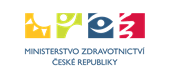 MINISTERSTVO ZDRAVOTNICTVÍ
ČESKÉ REPUBLIKY